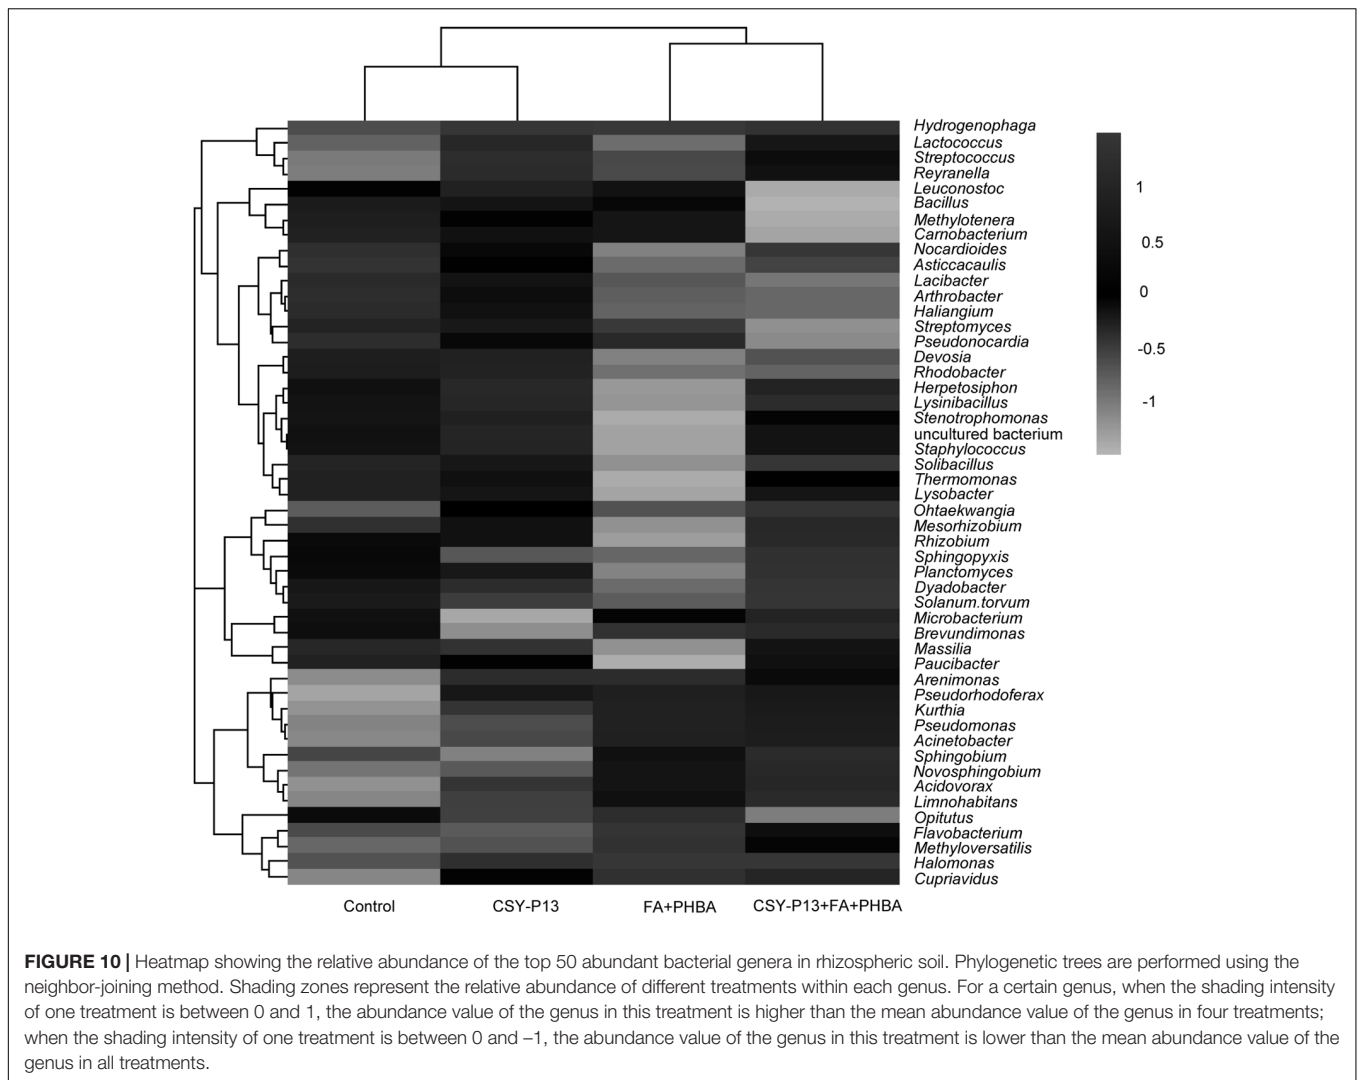 Hydrogenophaga
Lactococcus
Streptococcus
Reyranella
Leuconostoc
Bacillus
Methylotenera
Carnobacterium
Nocardioides
Asticcacaulis
Lacibacter
Arthrobacter
Haliangium
Streptomyces
Pseudonocardia
Devosia
Rhodobacter
Herpetosiphon
Lysinibacillus
Stenotrophomonas
uncultured bacterium
Staphylococcus
Solibacillus
Thermomonas
Lysobacter
Ohtaekwangia
Mesorhizobium
Rhizobium
Sphingopyxis
Planctomyces
Dyadobacter
Solanum.torvum
Microbacterium
Brevundimonas
Massilia
Paucibacter
Arenimonas
Pseudorhodoferax
Kurthia
Pseudomonas
Acinetobacter
Sphingobium
Novosphingobium
Acidovorax
Limnohabitans
Opitutus
Flavobacterium
Methyloversatilis
Halomonas
Cupriavidus
1
0.5
0
-0.5
-1
Control CSY-P13 FA+PHBA CSY-P13+FA+PHBA
FIGURE 10 | Heatmap showing the relative abundance of the top 50 abundant bacterial genera in rhizospheric soil. Phylogenetic trees are performed using the
neighbor-joining method. Shading zones represent the relative abundance of different treatments within each genus. For a certain genus, when the shading intensity
of one treatment is between 0 and 1, the abundance value of the genus in this treatment is higher than the mean abundance value of the genus in four treatments;
when the shading intensity of one treatment is between 0 and –1, the abundance value of the genus in this treatment is lower than the mean abundance value of the
genus in all treatments.